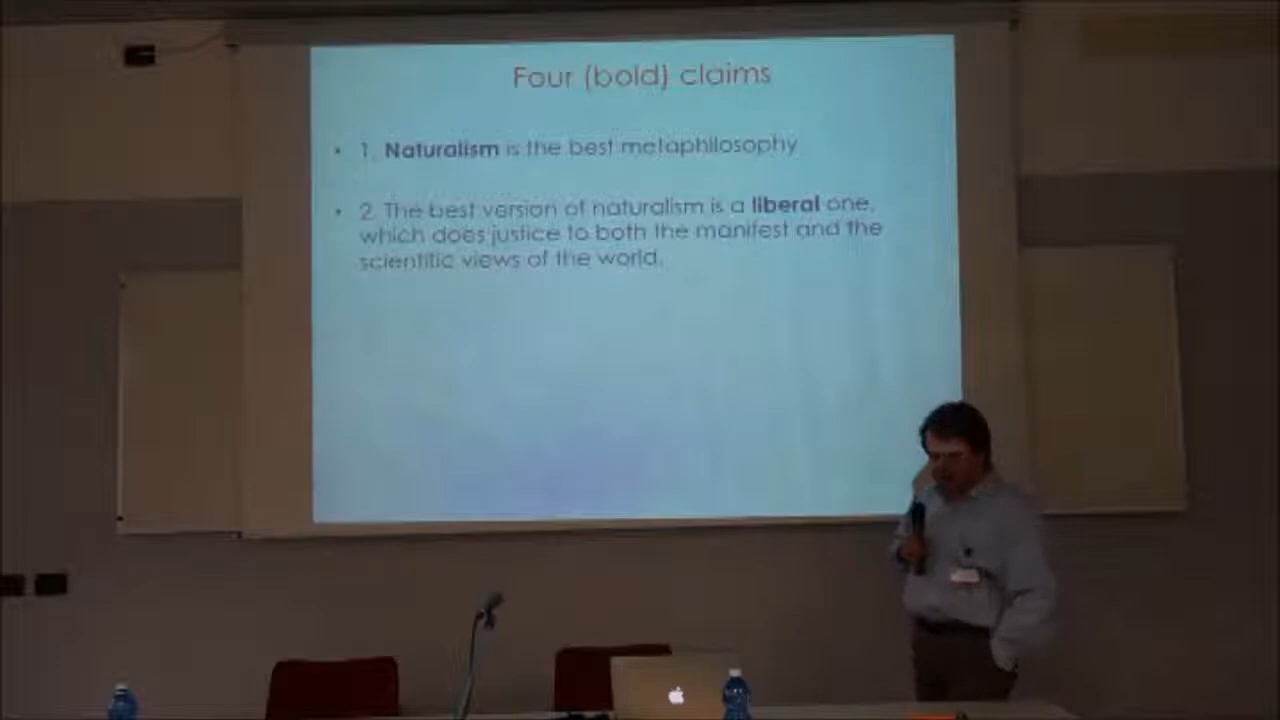 Four (bold) claims
• 1. Naturalism is the best metaphilosophy
• 2. The best version of naturalism is a liberal one,
which does justice to both the manifest and the
scientific views of the world.